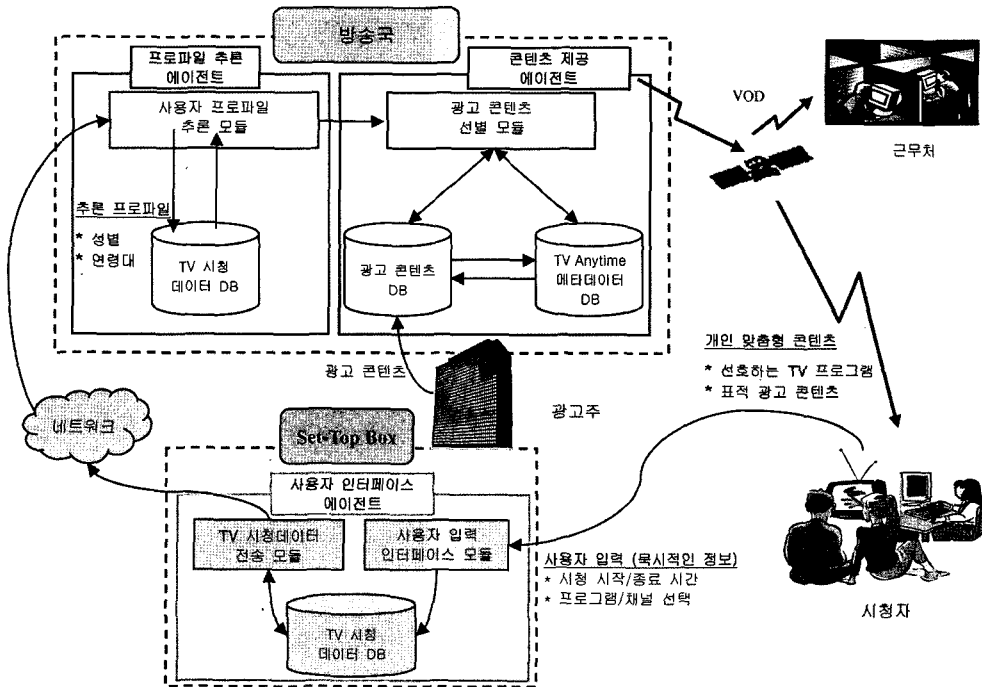 방송국
프로파일 추론
에이전트
콘텐츠 제공
에이전트
사용자 프로파일
추론 모듈
광고 콘텐츠
선별 모듈
VOD
근무처
추론 프로파일
* 성별
* 연령대
TV 시청
데이터 DB
광고 콘텐츠
DB
TV Anytime
메타데이터
DB
개인 맞춤형 콘텐츠
* 선호하는 TV 프로그램
* 표적 광고 콘텐츠
광고 콘텐츠
광고주
네트워크
Set-Top Box
사용자 인터페이스
에이전트
TV 시청데이터
전송 모듈
사용자 입력
인터페이스 모듈
사용자 입력 (묵시적인 정보)
* 시청 시작/종료 시간
* 프로그램/채널 선택
TV 시청
데이터 DB
시청자